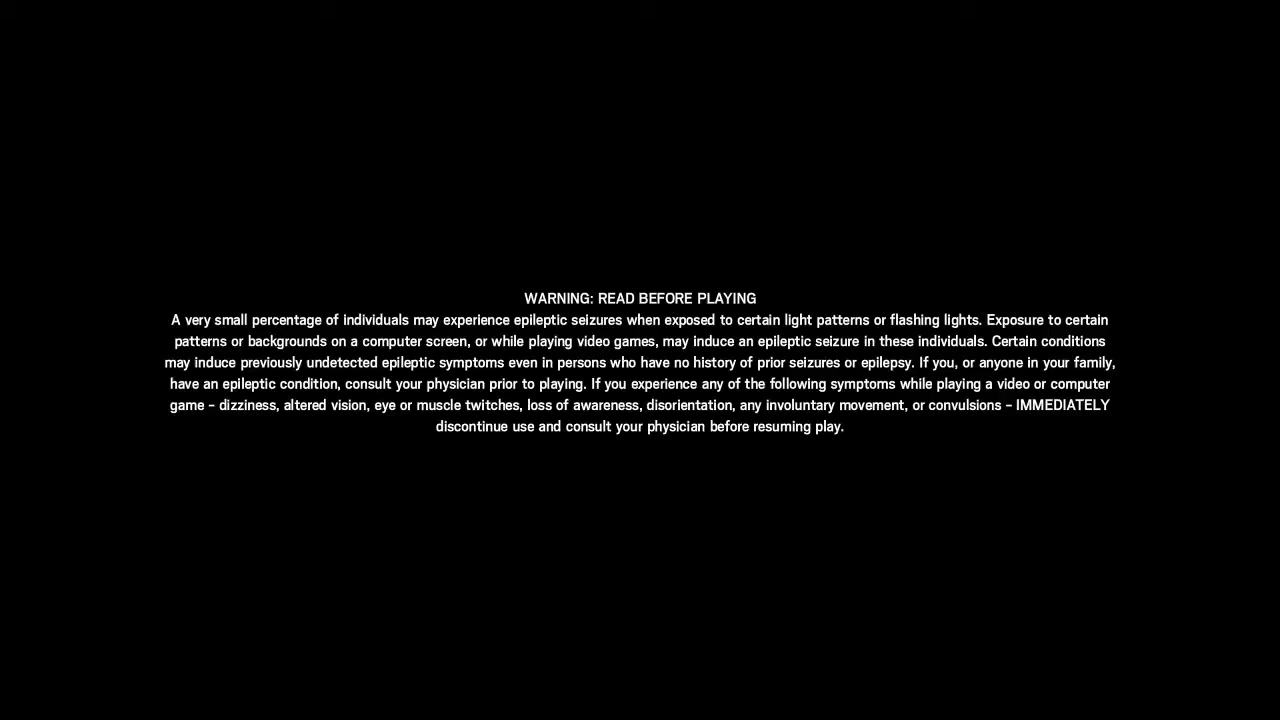 WARNING: READ BEFORE PLAYING
A very small percentage of individuals may experience epileptic seizures when exposed to certain light patterns or flashing lights. Exposure to certain
patterns or backgrounds on a computer screen, or while playing video games, may induce an epileptic seizure in these individuals. Certain conditions
may induce previously undetected epileptic symptoms even in persons who have no history of prior seizures or epilepsy. If you, or anyone in your family,
have an epileptic condition, consult your physician prior to playing. If you experience any of the following symptoms while playing a video or computer
game – dizziness, altered vision, eye or muscle twitches, loss of awareness, disorientation, any involuntary movement, or convulsions – IMMEDIATELY
discontinue use and consult your physician before resuming play.